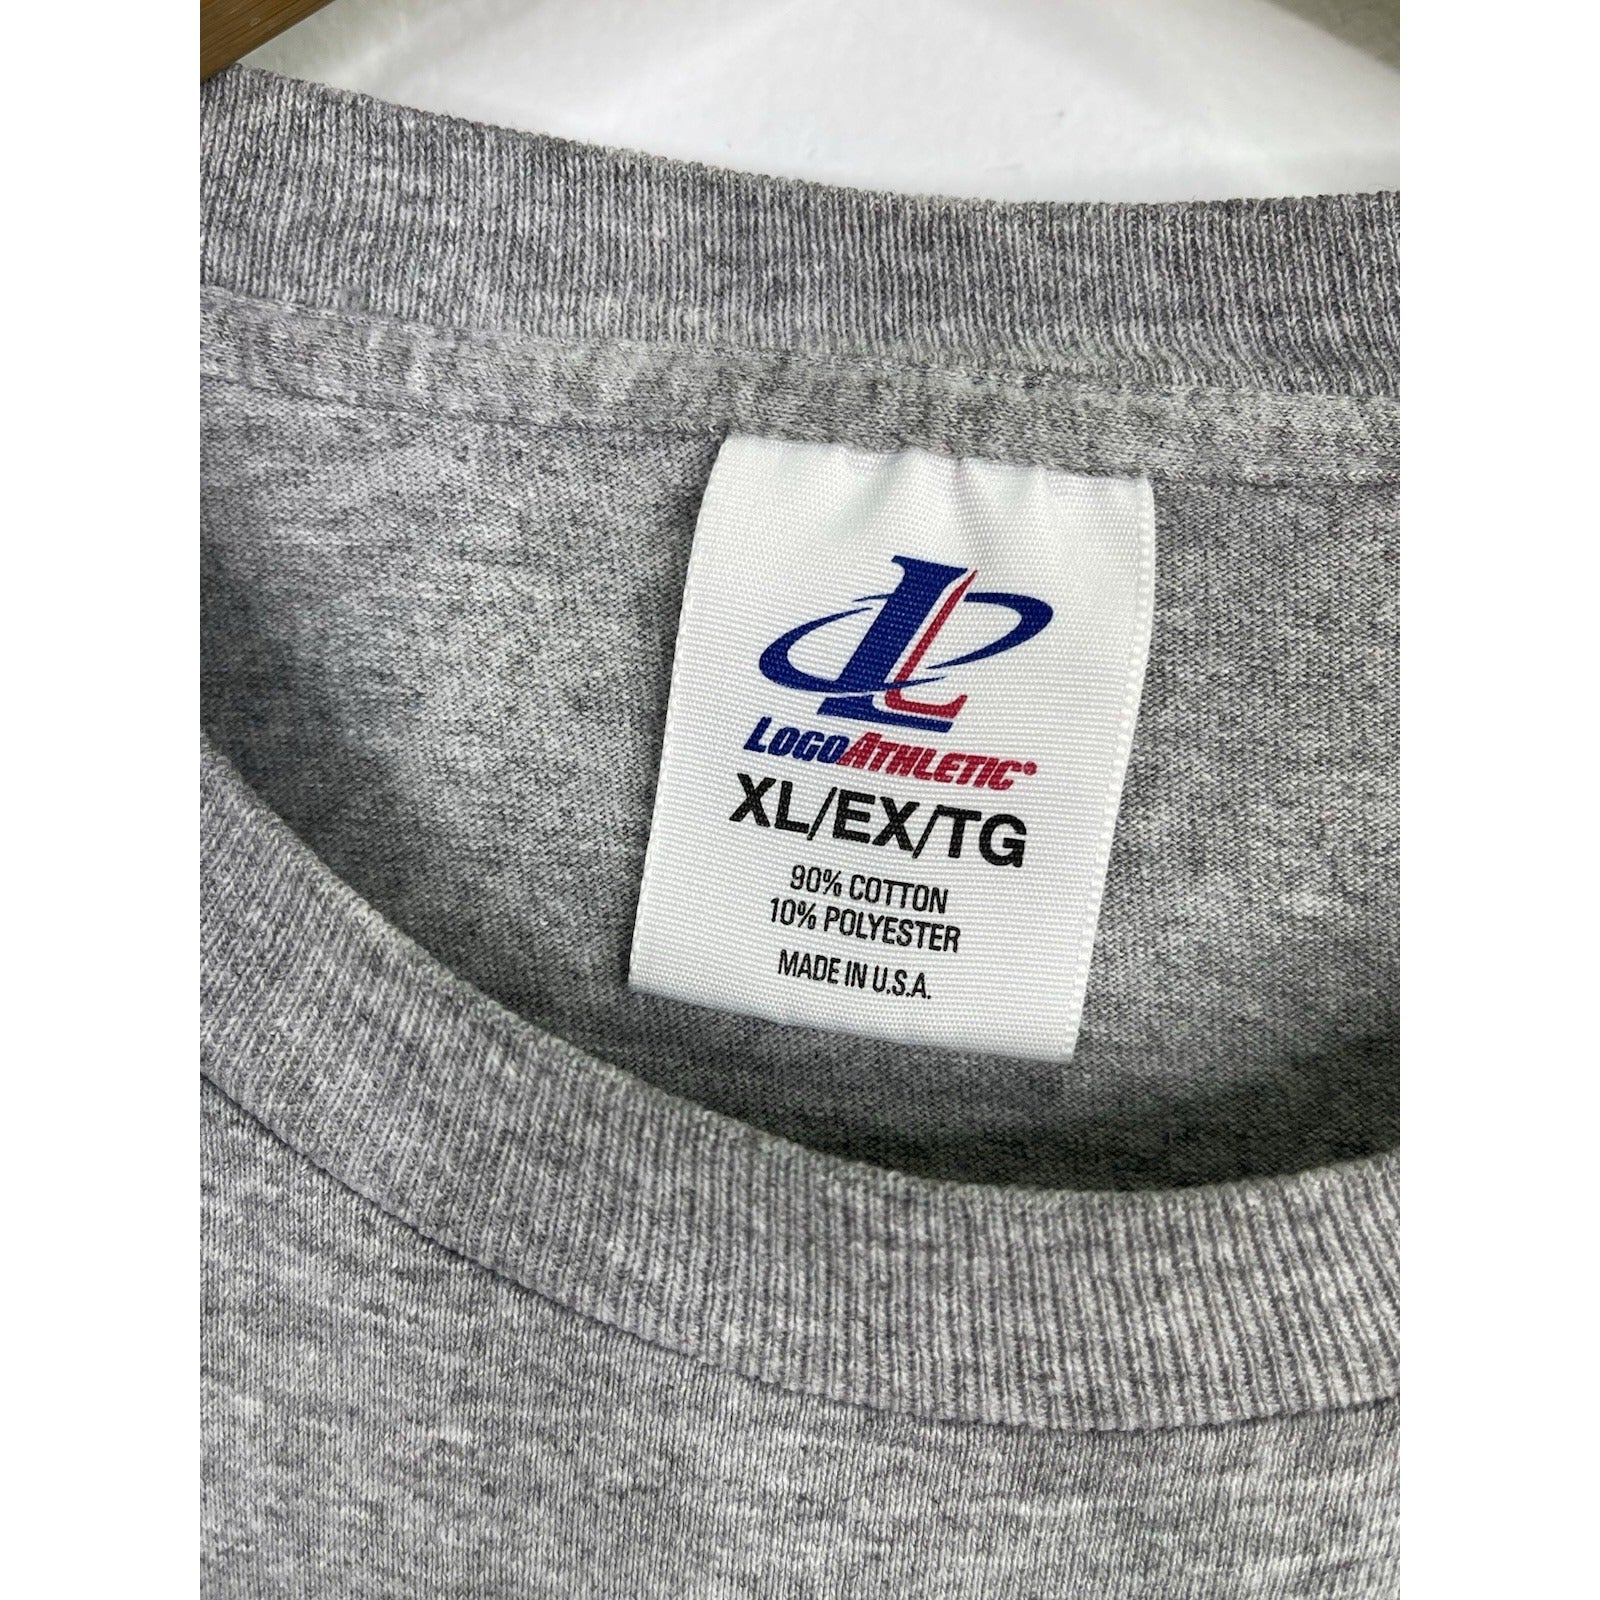 L
LOGOATHLETIC®
XL/EX/TG
90% COTTON
10% POLYESTER
MADE IN U.S.A.